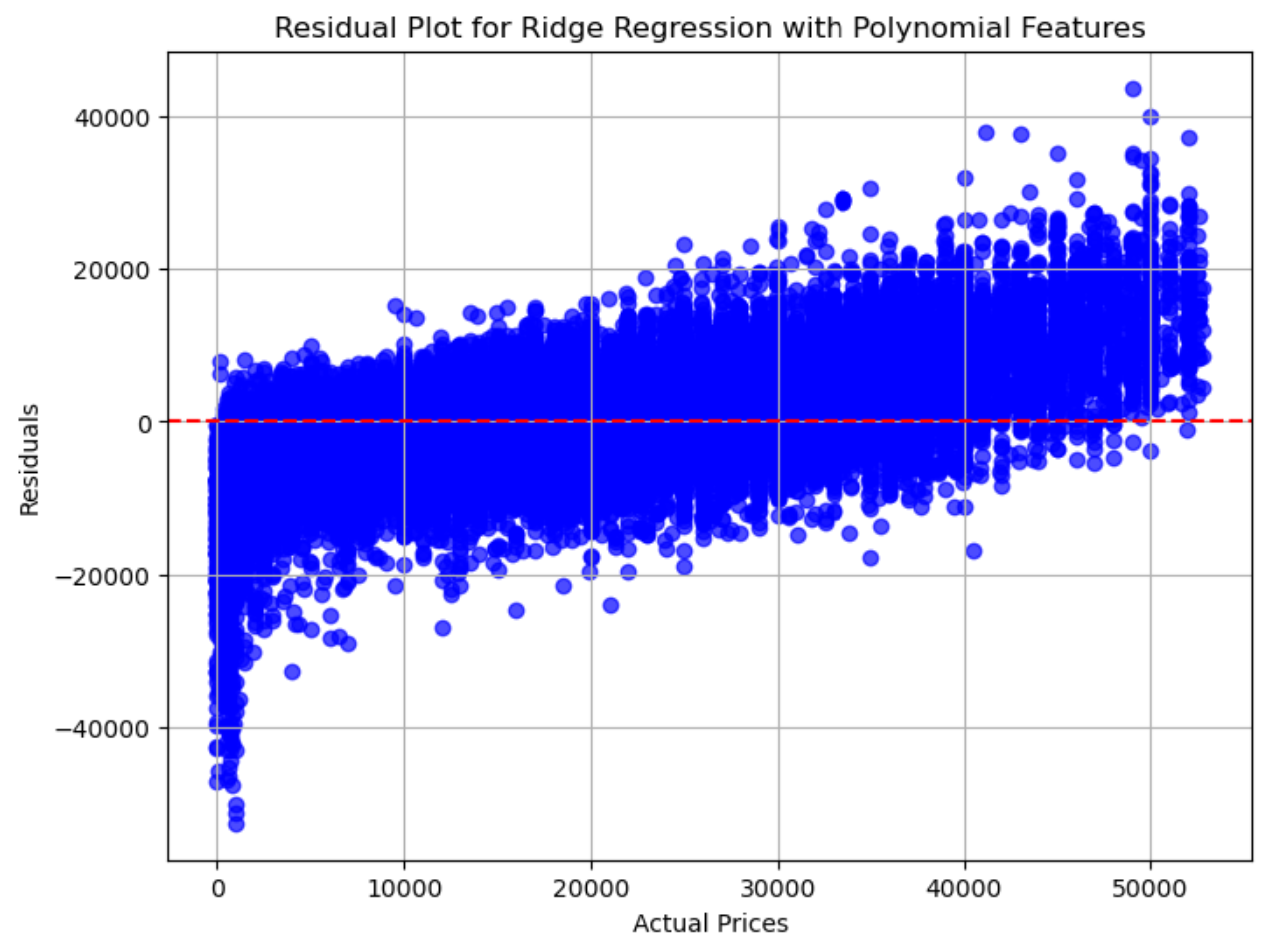 Residual Plot for Ridge Regression with Polynomial Features
40000
20000
0
−20000
−40000
Residuals
0 10000 20000 30000 40000 50000
Actual Prices